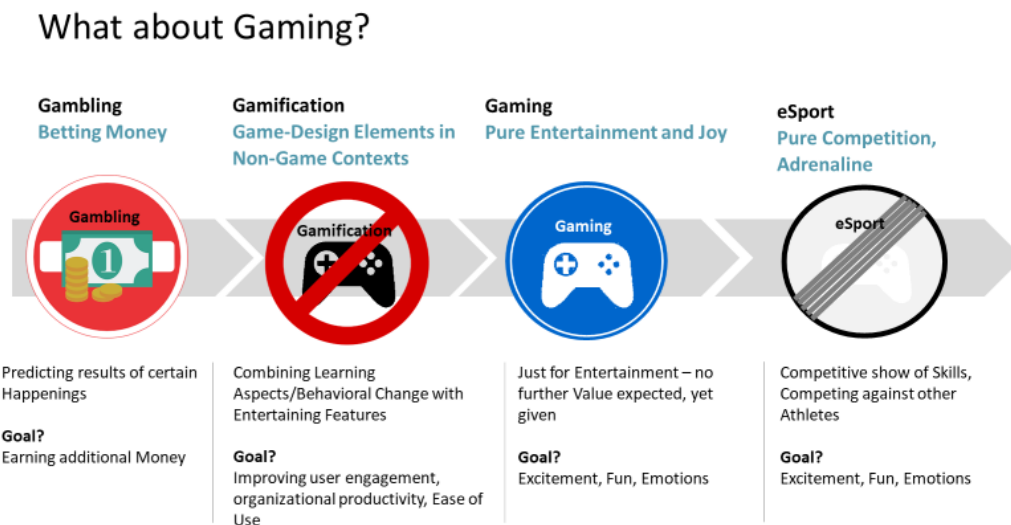 What about Gaming?
Gambling
Betting Money
Gambling
1
Predicting results of certain
Happenings
Goal?
Earning additional Money
Gamification
Game-Design Elements in
Non-Game Contexts
Gamification
Combining Learning
Aspects/Behavioral Change with
Entertaining Features
Goal?
Improving user engagement,
organizational productivity, Ease of
Use
Gaming
Pure Entertainment and Joy
Gaming
Just for Entertainment – no
further Value expected, yet
given
Goal?
Excitement, Fun, Emotions
eSport
Pure Competition,
Adrenaline
eSport
Competitive show of Skills,
Competing against other
Athletes
Goal?
Excitement, Fun, Emotions